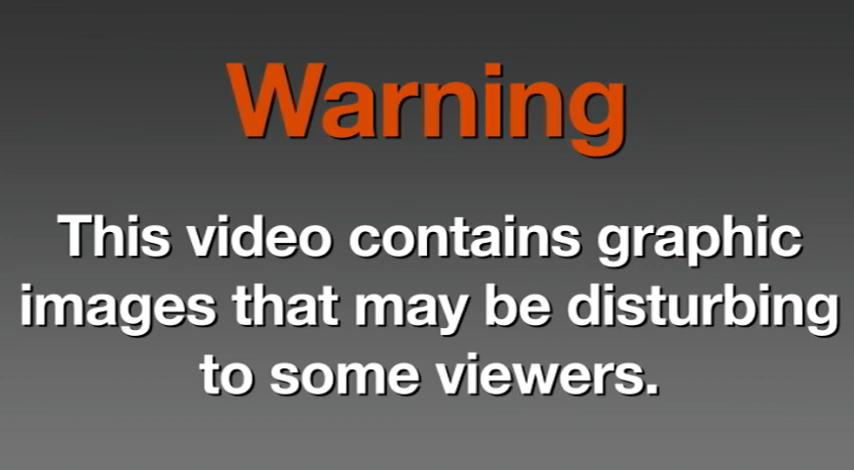 Warning
This video contains graphic
images that may be disturbing
to some viewers.